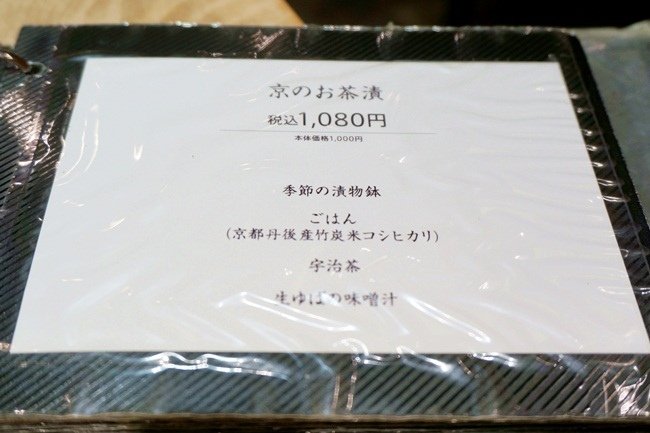 京のお茶漬
税込1,080円
本体価格1,000円
季節の漬物鉢
ごはん
(京都丹後産竹炭米コシヒカリ)
宇治茶
生ゆばの味噌汁